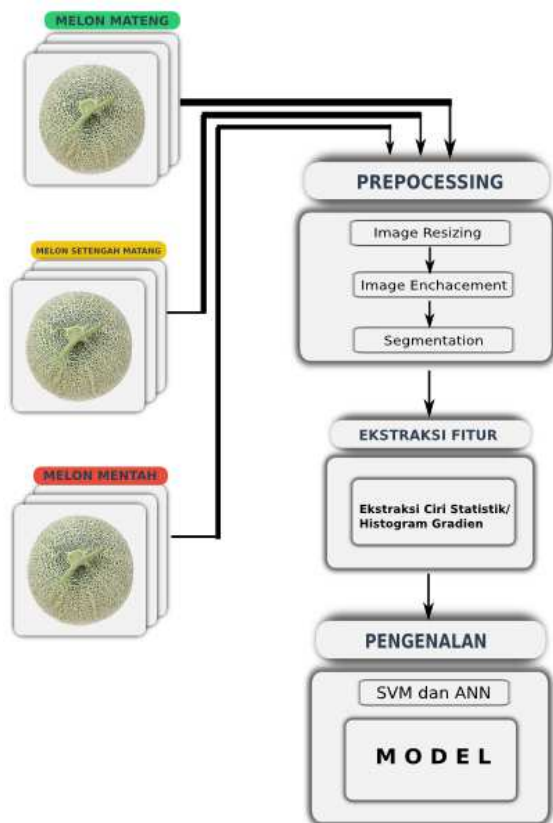 MELON MATENG
MELON SETENGAH MATANG
MELON MENTAH
PREPOCESSING
Image Resizing
Image Enchacement
Segmentation
EKSTRAKSI FITUR
Ekstraksi Ciri Statistik/
Histogram Gradien
PENGENALAN
SVM dan ANN
M O D E L